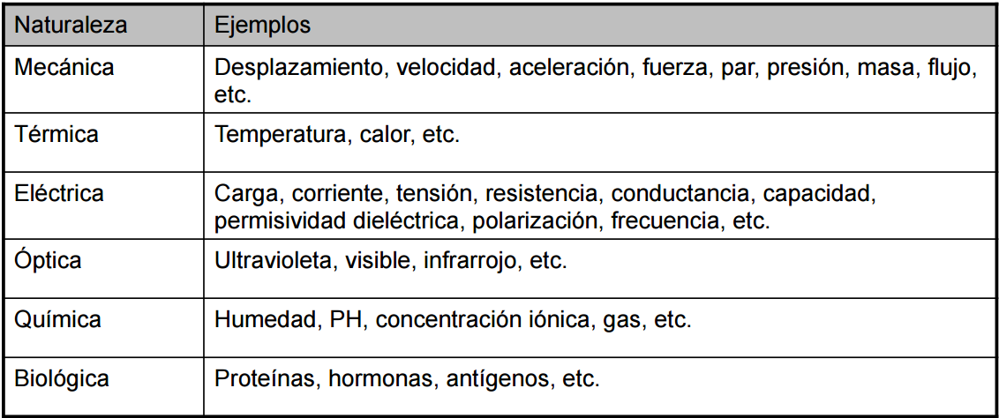 Naturaleza Ejemplos
Mecánica Desplazamiento, velocidad, aceleración, fuerza, par, presión, masa, flujo,
etc.
Térmica Temperatura, calor, etc.
Eléctrica Carga, corriente, tensión, resistencia, conductancia, capacidad,
permisividad dieléctrica, polarización, frecuencia, etc.
Óptica Ultravioleta, visible, infrarrojo, etc.
Química Humedad, PH, concentración iónica, gas, etc.
Biológica Proteínas, hormonas, antígenos, etc.